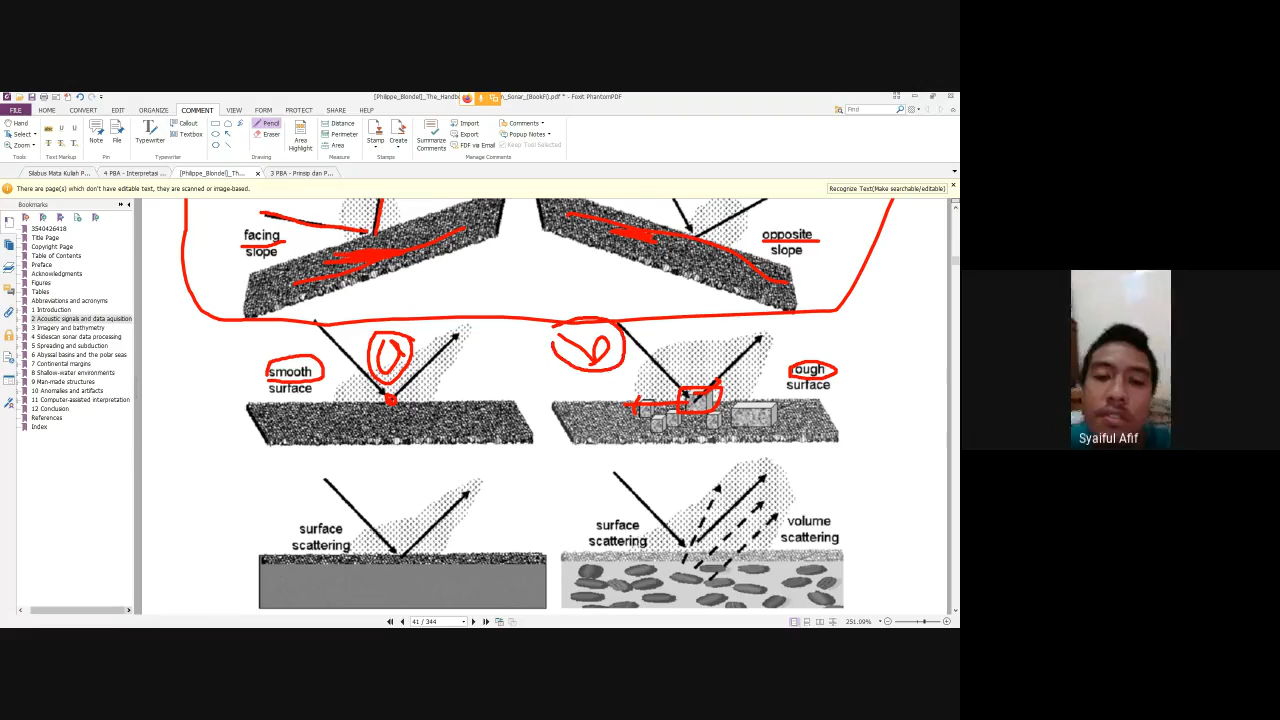 [Philippe_Blondel]_The_Handbo
n_Sonar_(BookFi).pdf * - Foxit PhantomPDF
FILE HOME CONVERT EDIT ORGANIZE COMMENT VIEW FORM PROTECT SHARE HELP
Find
Hand
Select
Zoom
Tools
Text Markup
Note
File
Pin
Typewriter
Callout
Textbox
Typewriter
Pencil
Eraser
Drawing
Area
Highlight
Distance
Perimeter
Area
Measure
Stamp
Create
Stamps
Summarize
Comments
Import
Export
FDF via Email
Comments
Popup Notes
Keep Tool Selected
Manage Comments
Silabus Mata Kuliah P...
4 PBA - Interpretasi ...
[Philippe_Blondel]_Th...
3 PBA - Prinsip dan P...
There are page(s) which don't have editable text, they are scanned or image-based.
Recognize Text(Make searchable/editable)
Bookmarks
3540426418
Title Page
Copyright Page
Table of Contents
Preface
Acknowledgments
Figures
Tables
Abbreviations and acronyms
1 Introduction
2 Acoustic signals and data aquisition
3 Imagery and bathymetry
4 Sidescan sonar data processing
5 Spreading and subduction
6 Abyssal basins and the polar seas
7 Continental margins
8 Shallow-water environments
9 Man-made structures
10 Anomalies and artifacts
11 Computer-assisted interpretation
12 Conclusion
References
Index
facing
slope
opposite
slope
smooth
surface
b
rough
surface
surface
scattering
surface
scattering
volume
scattering
41 / 344
251.09%
Syaiful Afif